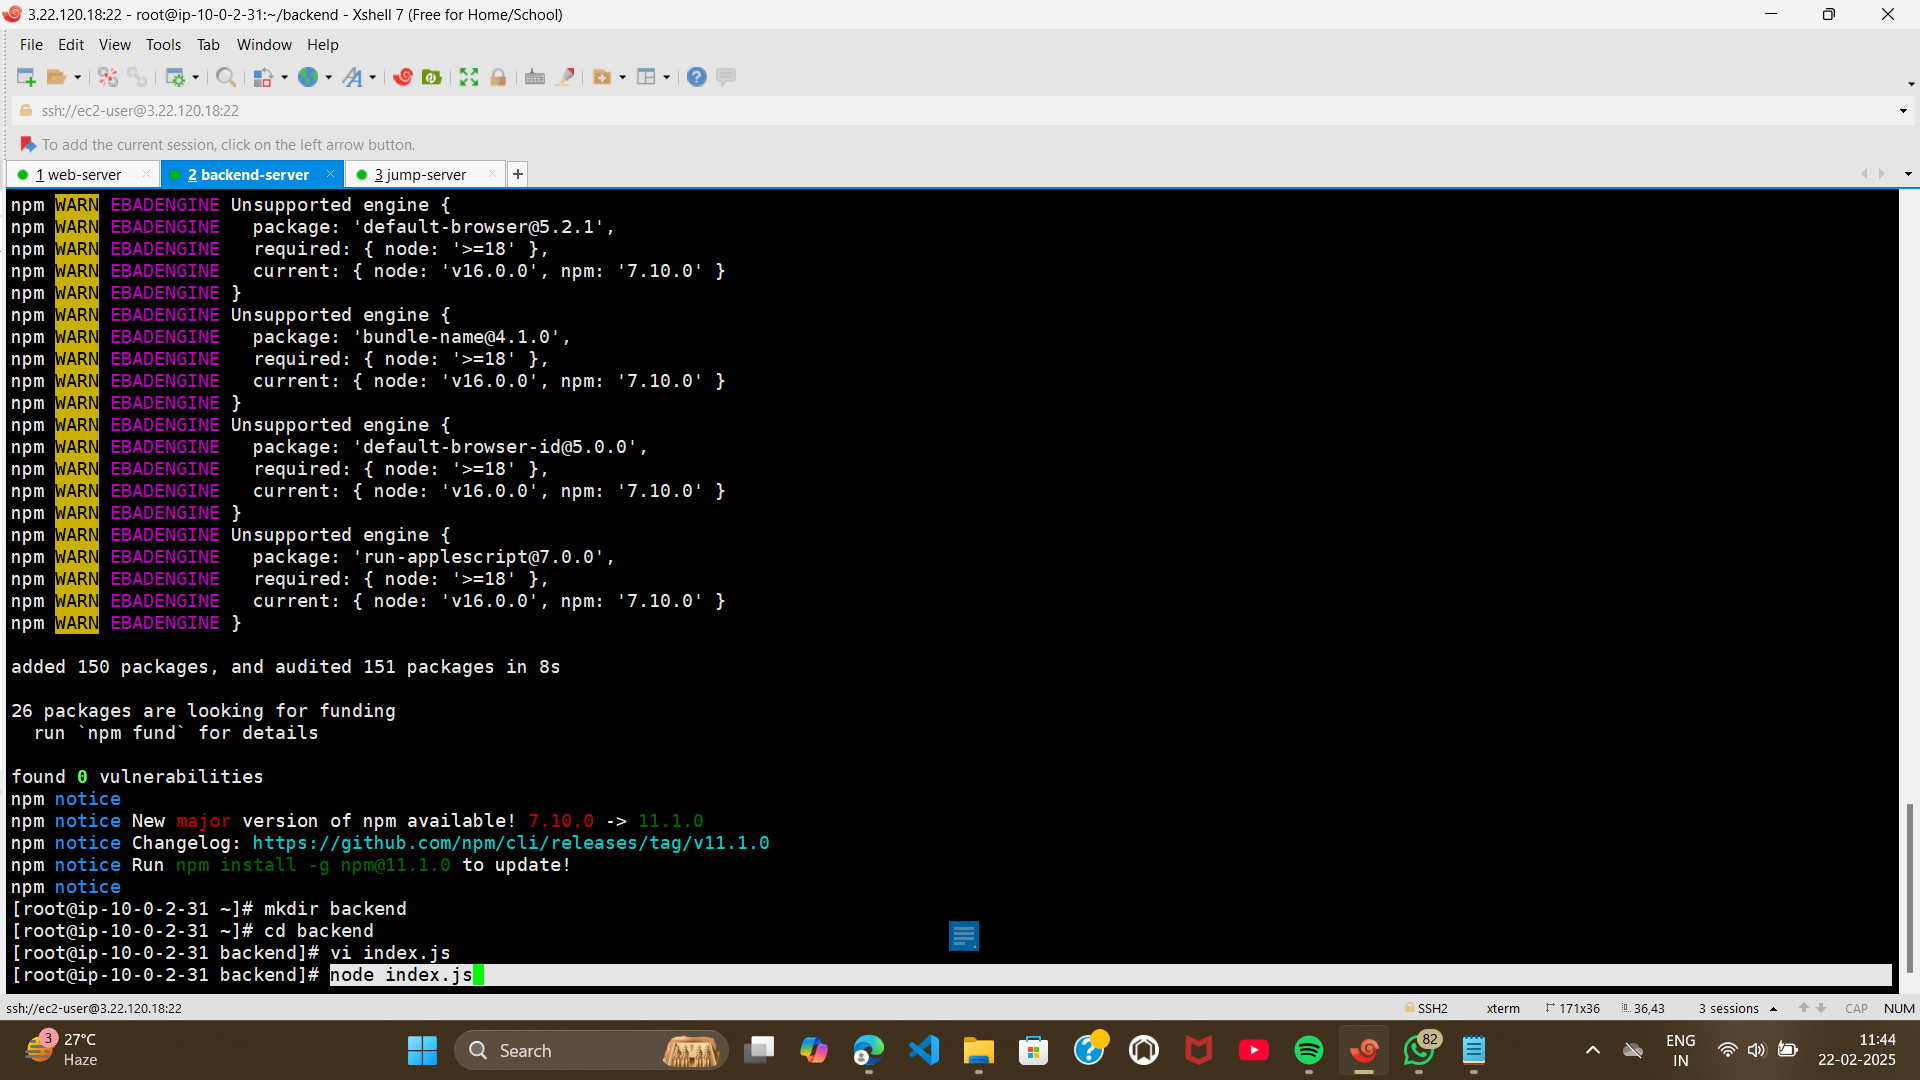 3.22.120.18:22 - root@ip-10-0-2-31:~/backend - Xshell 7 (Free for Home/School)
File Edit View Tools Tab Window Help
ssh://ec2-user@3.22.120.18:22
To add the current session, click on the left arrow button.
1 web-server 2 backend-server 3 jump-server
npm WARN EBADENGINE Unsupported engine {
npm WARN EBADENGINE   package: 'default-browser@5.2.1',
npm WARN EBADENGINE   required: { node: '>=18' },
npm WARN EBADENGINE   current: { node: 'v16.0.0', npm: '7.10.0' }
npm WARN EBADENGINE }
npm WARN EBADENGINE Unsupported engine {
npm WARN EBADENGINE   package: 'bundle-name@4.1.0',
npm WARN EBADENGINE   required: { node: '>=18' },
npm WARN EBADENGINE   current: { node: 'v16.0.0', npm: '7.10.0' }
npm WARN EBADENGINE }
npm WARN EBADENGINE Unsupported engine {
npm WARN EBADENGINE   package: 'default-browser-id@5.0.0',
npm WARN EBADENGINE   required: { node: '>=18' },
npm WARN EBADENGINE   current: { node: 'v16.0.0', npm: '7.10.0' }
npm WARN EBADENGINE }
npm WARN EBADENGINE Unsupported engine {
npm WARN EBADENGINE   package: 'run-applescript@7.0.0',
npm WARN EBADENGINE   required: { node: '>=18' },
npm WARN EBADENGINE   current: { node: 'v16.0.0', npm: '7.10.0' }
npm WARN EBADENGINE }
added 150 packages, and audited 151 packages in 8s
26 packages are looking for funding
  run `npm fund` for details
found 0 vulnerabilities
npm notice
npm notice New major version of npm available! 7.10.0 -> 11.1.0
npm notice Changelog: https://github.com/npm/cli/releases/tag/v11.1.0
npm notice Run npm install -g npm@11.1.0 to update!
npm notice
[root@ip-10-0-2-31 ~]# mkdir backend
[root@ip-10-0-2-31 ~]# cd backend
[root@ip-10-0-2-31 backend]# vi index.js
[root@ip-10-0-2-31 backend]# node index.js
ssh://ec2-user@3.22.120.18:22 SSH2 xterm 171x36 36,43 3 sessions CAP NUM
3 27°C Haze
Search
82
ENG IN
11:44
22-02-2025